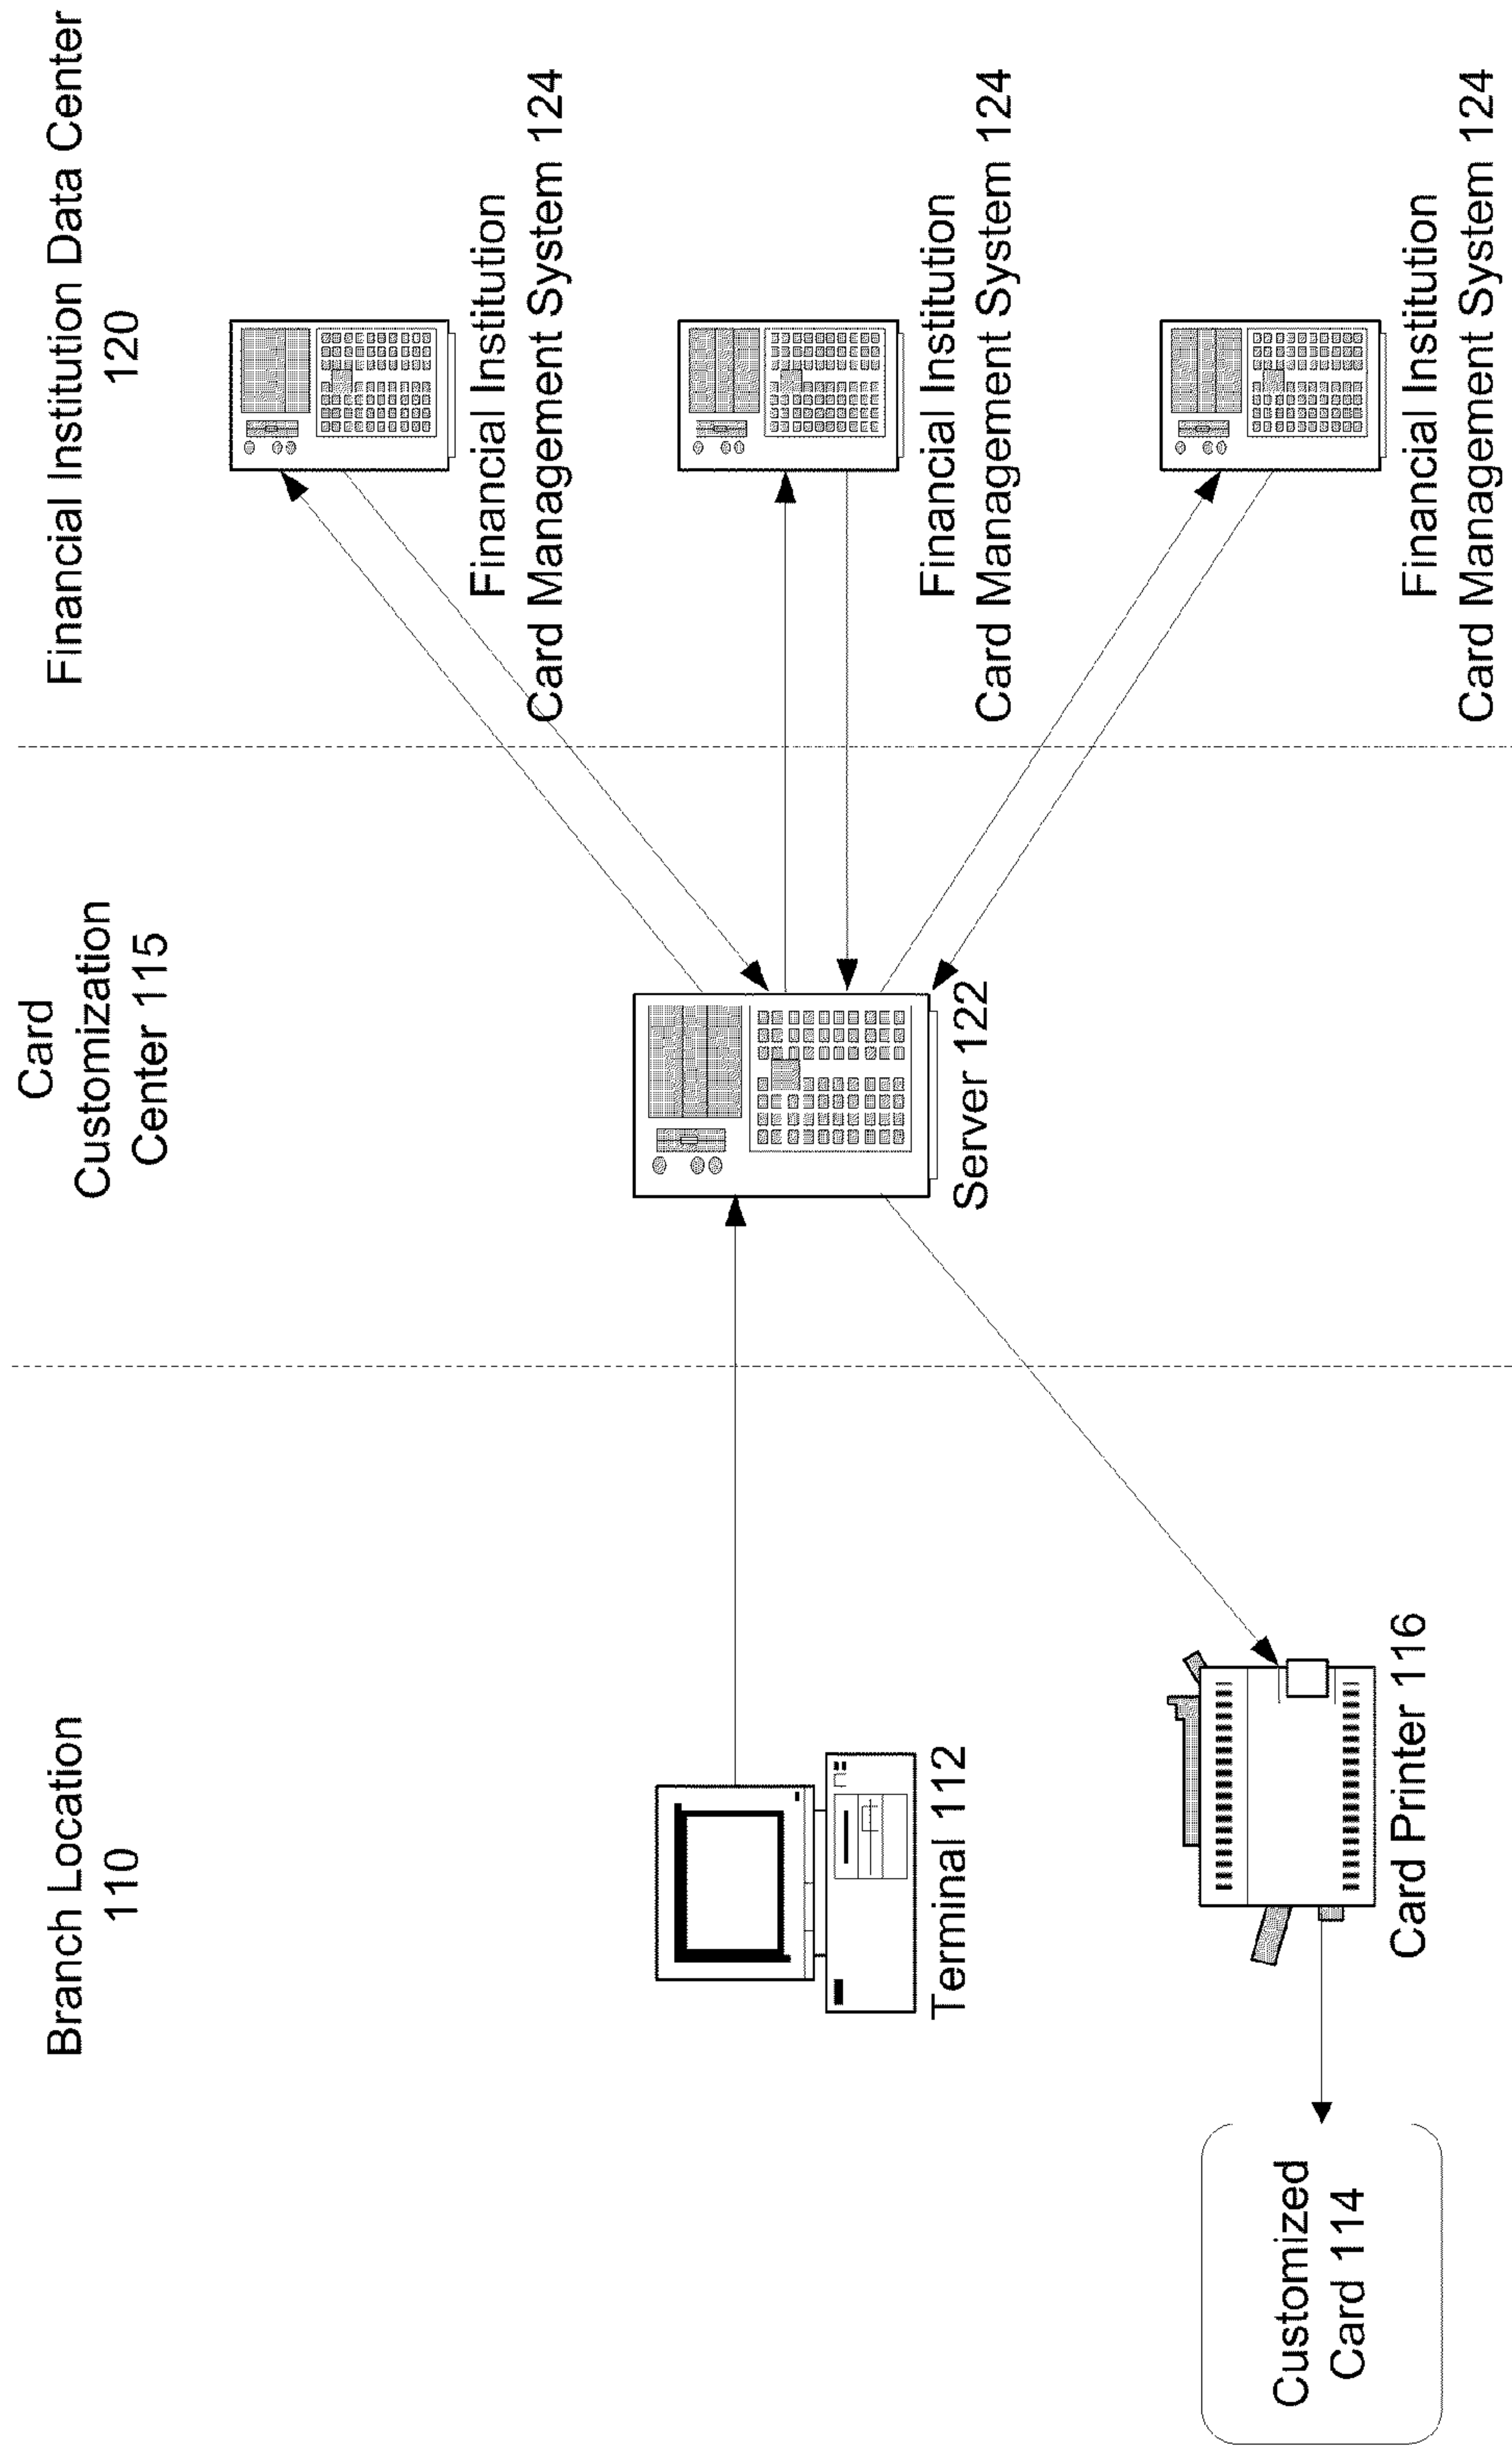 Branch Location
110
Card
Customization
Center 115
Financial Institution Data Center
120
Terminal 112
Server 122
Financial Institution
Card Management System 124
Financial Institution
Card Management System 124
Financial Institution
Card Management System 124
Card Printer 116
Customized
Card 114